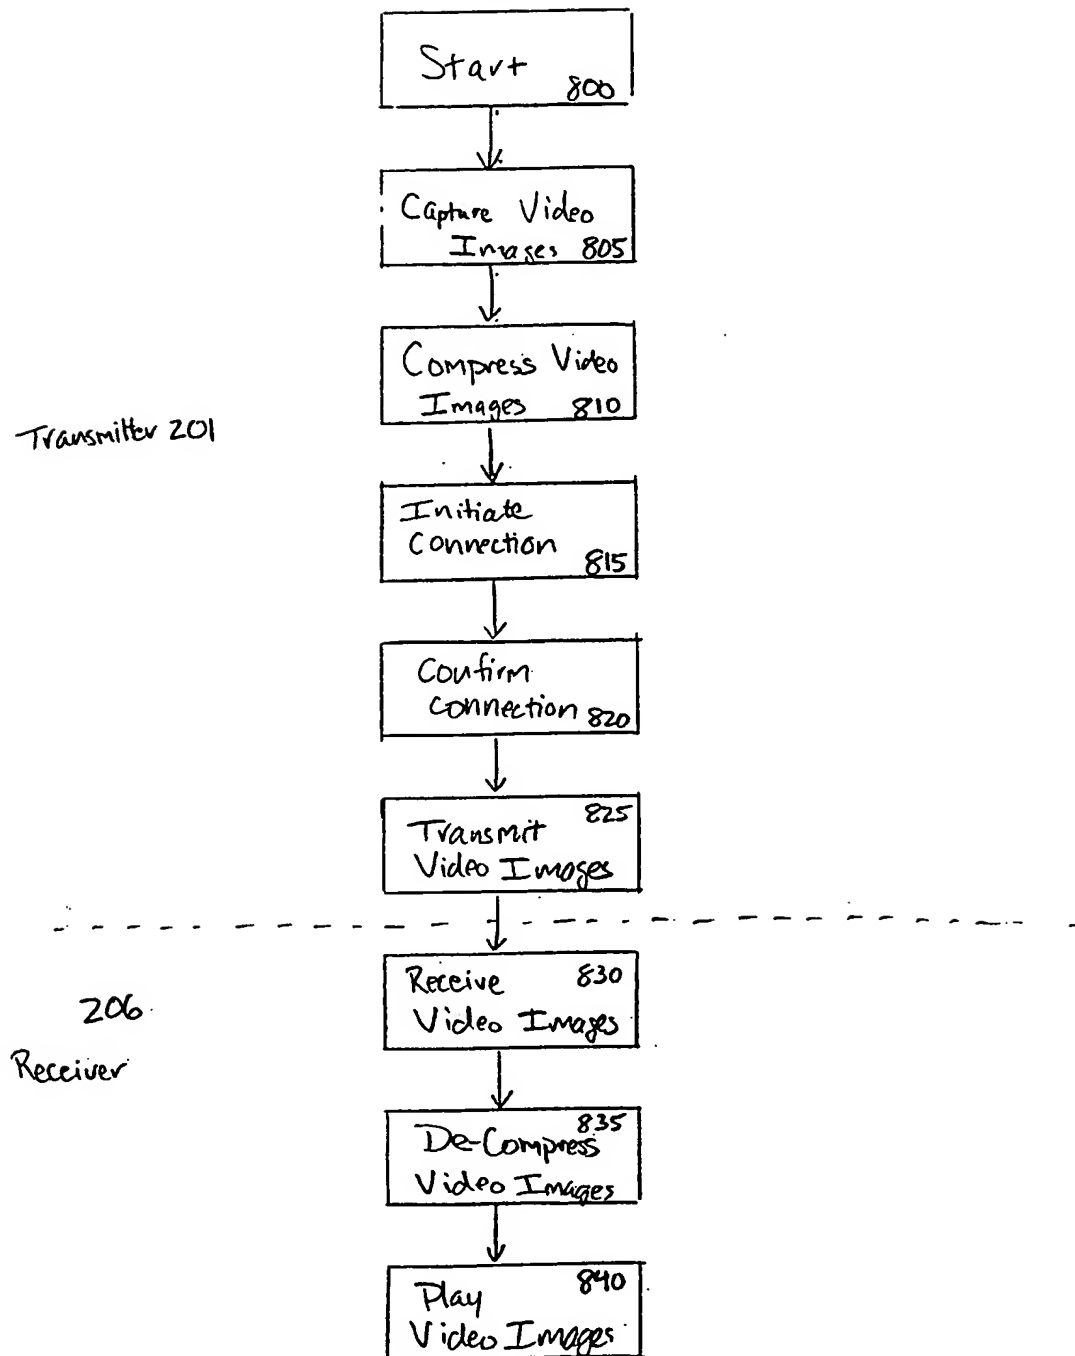 Start
800
Capture Video
Images 805
Compress Video
Images 810
Transmitter 201
Initiate
Connection
815
Confirm
Connection 820
825
Transmit
Video Images
Receive 830
Video Images
206
Receiver
835
De-Compress
Video Images
Play 840
Video Images